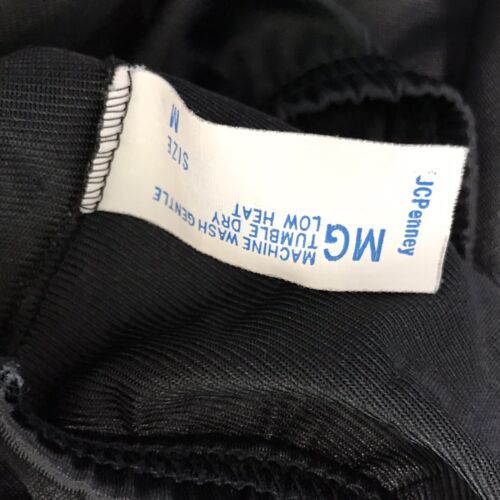 JCPenney
MG
MACHINE WASH GENTLE
TUMBLE DRY
LOW HEAT
SIZE M